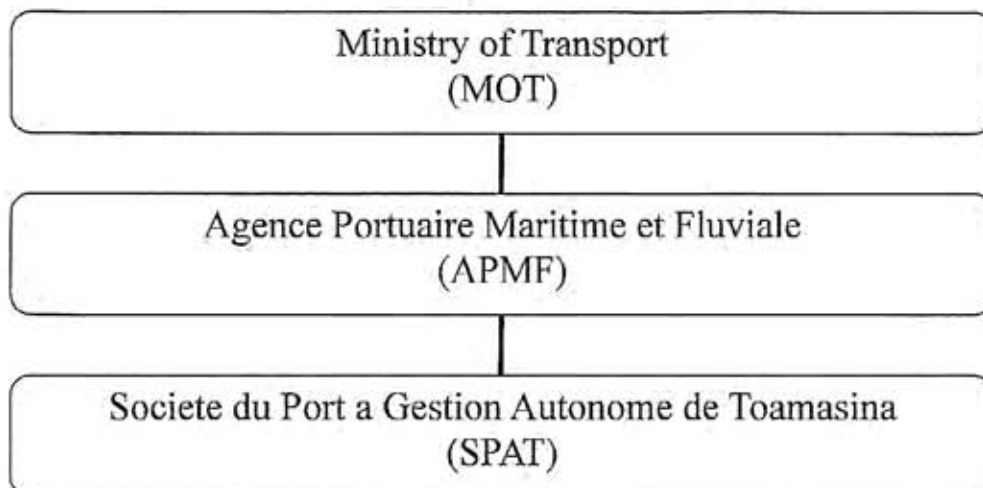 Ministry of Transport
(MOT)
Agence Portuaire Maritime et Fluviale
(APMF)
Societe du Port a Gestion Autonome de Toamasina
(SPAT)